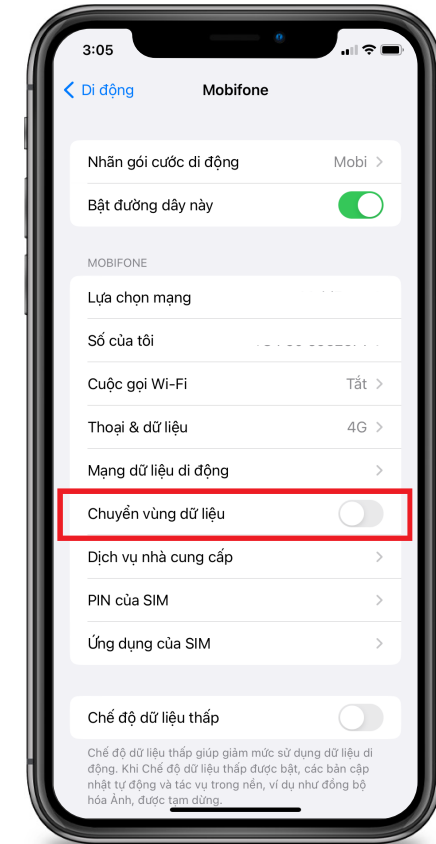 3:05
Di động
Mobifone
Nhãn gói cước di động Mobi
Bật đường dây này
MOBIFONE
Lựa chọn mạng
Số của tôi
Cuộc gọi Wi-Fi Tắt
Thoại & dữ liệu 4G
Mạng dữ liệu di động
Chuyển vùng dữ liệu
Dịch vụ nhà cung cấp
PIN của SIM
Ứng dụng của SIM
Chế độ dữ liệu thấp
Chế độ dữ liệu thấp giúp giảm mức sử dụng dữ liệu di
động. Khi Chế độ dữ liệu thấp được bật, các bản cập
nhật tự động và tác vụ trong nền, ví dụ như đồng bộ
hóa Ảnh, được tạm dừng.